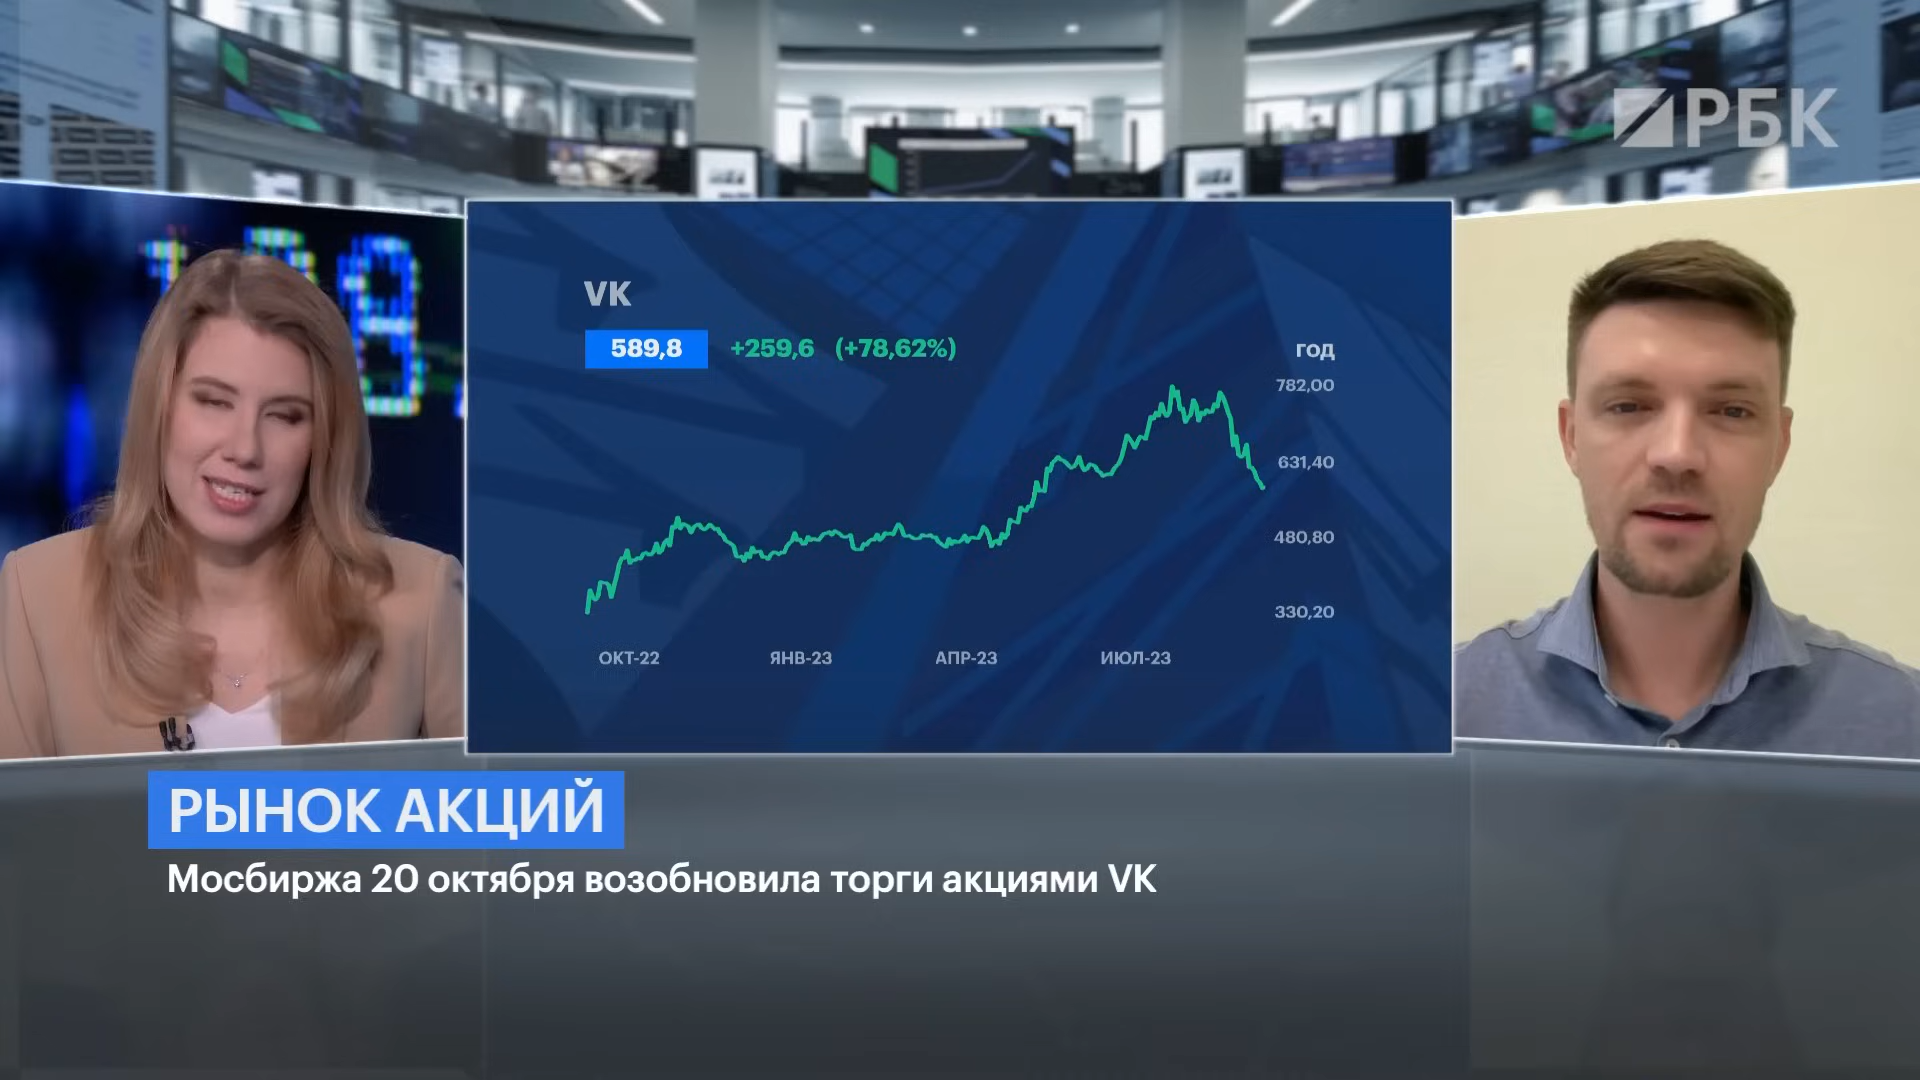 РБК
VK
589,8 +259,6 (+78,62%)
ГОД
782,00
631,40
480,80
330,20
ОКТ-22 ЯНВ-23 АПР-23 ИЮЛ-23
РЫНОК АКЦИЙ
Мосбиржа 20 октября возобновила торги акциями VK